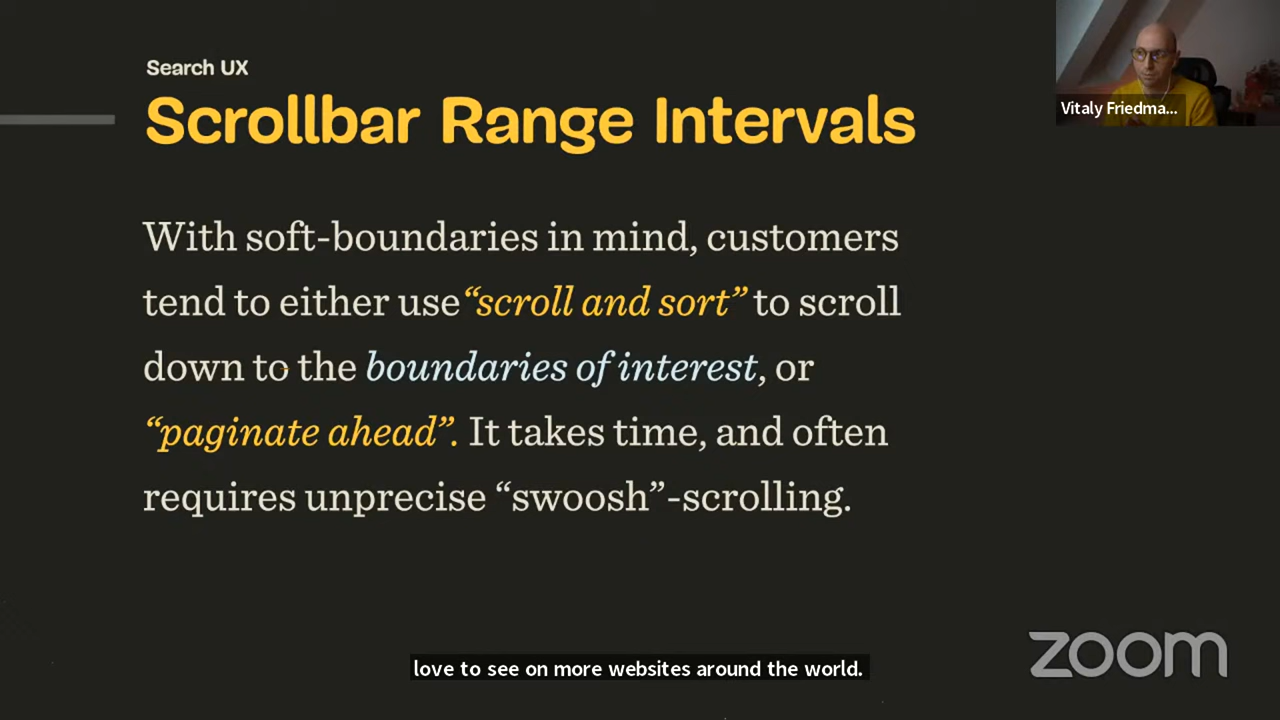 Search UX
Scrollbar Range Intervals
With soft-boundaries in mind, customers
tend to either use“scroll and sort” to scroll
down to the boundaries of interest, or
“paginate ahead”. It takes time, and often
requires unprecise “swoosh”-scrolling.
Vitaly Friedma...
love to see on more websites around the world.
zoom